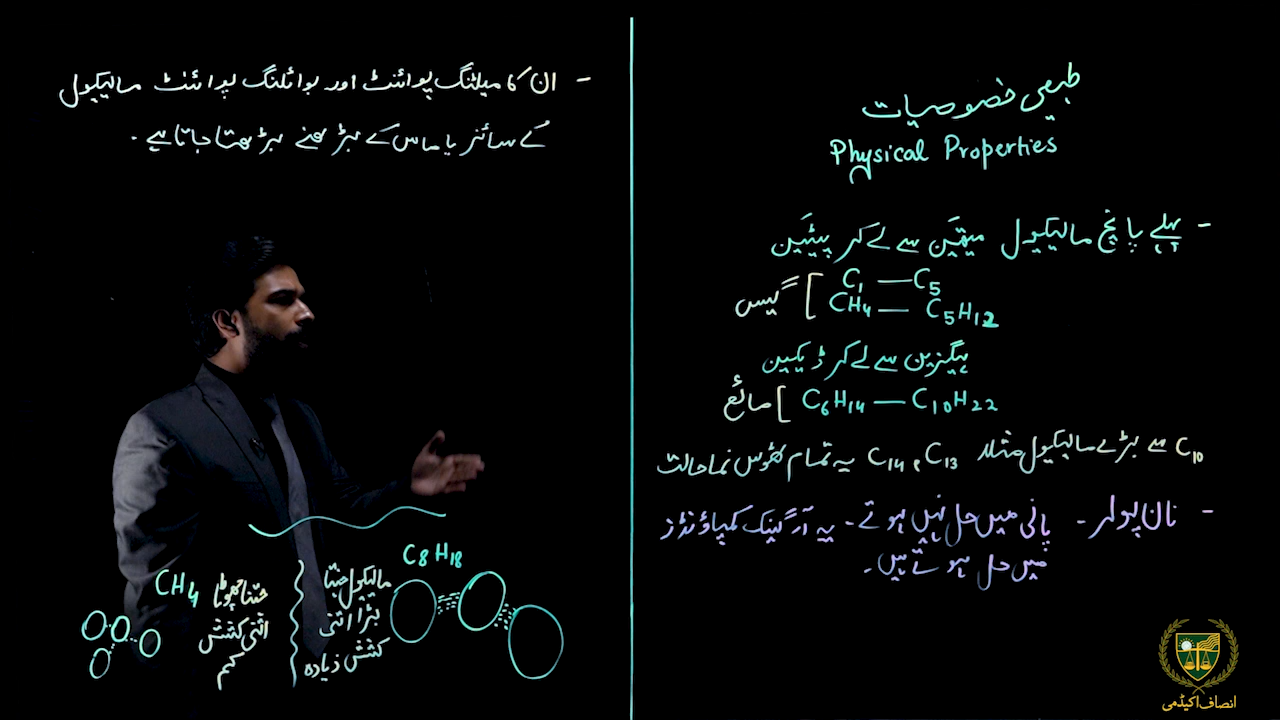 طبعی خصوصیات
Physical Properties
- پہلے پانچ مالیکیول میتھین سے لے کر پینٹین
C₁ — C₅
CH₄ — C₅H₁₂ ] گیس
ہیگزین سے لے کر ڈیکین
C₆H₁₄ — C₁₀H₂₂ ] مائع
C₁₀ سے بڑے مالیکیول مثلاً C₁₃ ، C₁₄ یہ تمام ٹھوس نما حالت
- نان پولر - پانی میں حل نہیں ہوتے - یہ آرگینک کمپاؤنڈز
میں حل ہوتے ہیں -
- ان کا میلٹنگ پوائنٹ اور بوائلنگ پوائنٹ مالیکیول
کے سائز یا ماس کے بڑھنے بڑھتا جاتا ہے -
C₈H₁₈
مالیکیول جتنا
بڑا اتنی
کشش زیادہ
CH₄
جتنا چھوٹا
اتنی کشش
کم
انصاف اکیڈمی